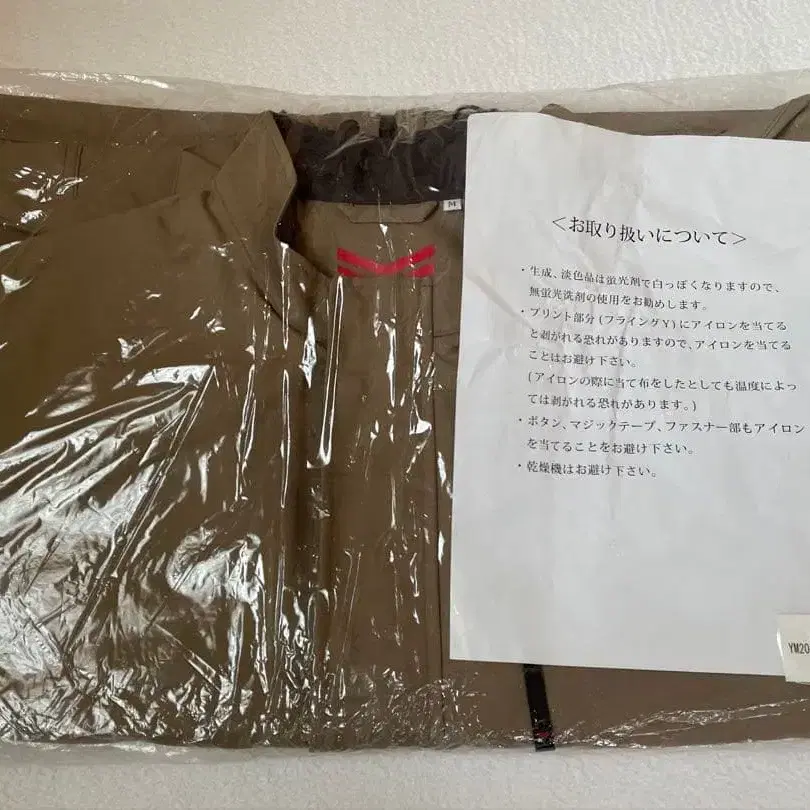 M
＜お取り扱いについて＞
・生成、淡色品は蛍光剤で白っぽくなりますので、
無蛍光洗剤の使用をお勧めします。
・プリント部分(フライングY)にアイロンを当てる
と剥がれる恐れがありますので、アイロンを当てる
ことはお避け下さい。
(アイロンの際に当て布をしたとしても温度によっ
ては剥がれる恐れがあります。)
・ボタン、マジックテープ、ファスナー部もアイロン
を当てることをお避け下さい。
・乾燥機はお避け下さい。
YM20